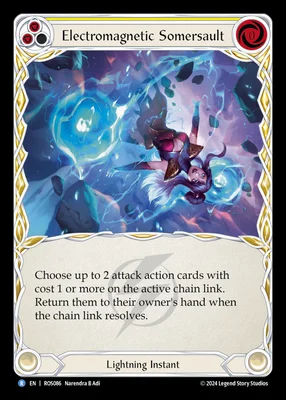 Electromagnetic Somersault
Choose up to 2 attack action cards with
cost 1 or more on the active chain link.
Return them to their owner's hand when
the chain link resolves.
Lightning Instant
R EN | ROS086 Narendra B Adi
© 2024 Legend Story Studios